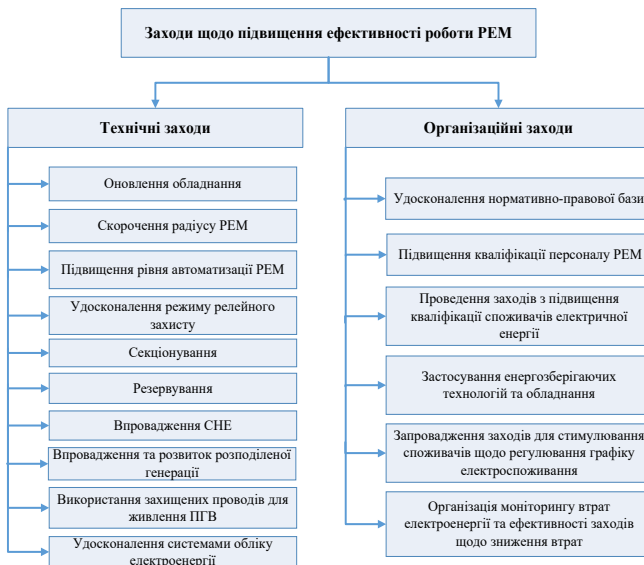 Заходи щодо підвищення ефективності роботи РЕМ
Технічні заходи
Оновлення обладнання
Скорочення радіусу РЕМ
Підвищення рівня автоматизації РЕМ
Удосконалення режиму релейного
захисту
Секціонування
Резервування
Впровадження СНЕ
Впровадження та розвиток розподіленої
генерації
Використання захищених проводів для
живлення ПГВ
Удосконалення системами обліку
електроенергії
Організаційні заходи
Удосконалення нормативно-правової бази
Підвищення кваліфікації персоналу РЕМ
Проведення заходів з підвищення
кваліфікації споживачів електричної
енергії
Застосування енергозберігаючих
технологій та обладнання
Запровадження заходів для стимулювання
споживачів щодо регулювання графіку
електроспоживання
Організація моніторингу втрат
електроенергії та ефективності заходів
щодо зниження втрат